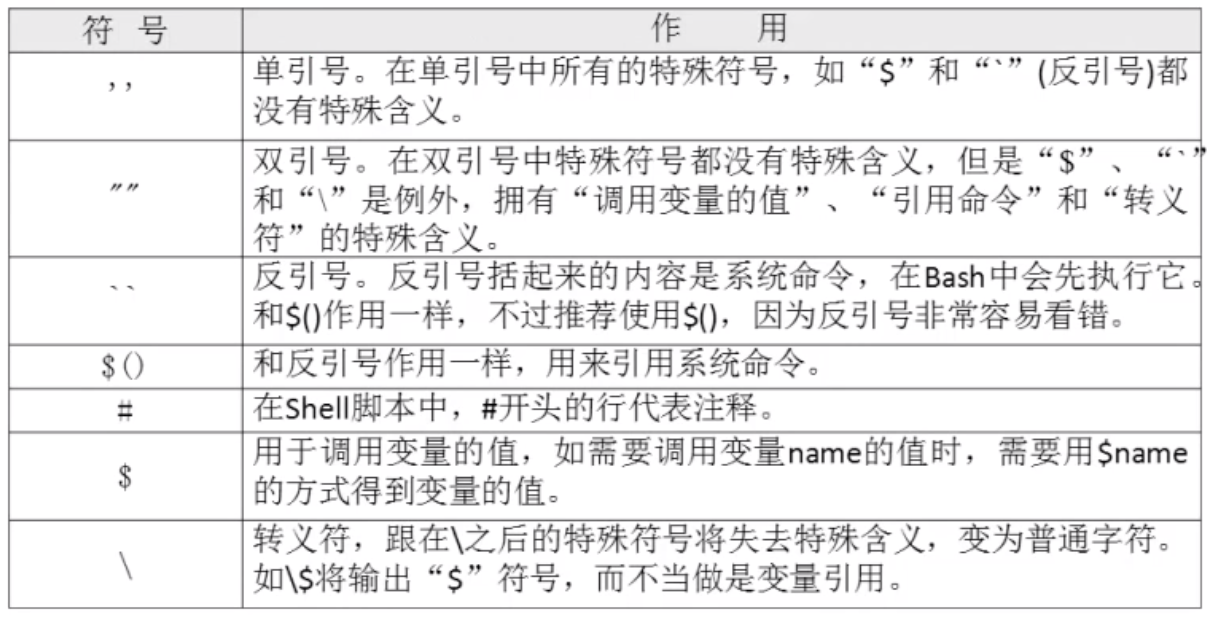 符 号 作 用
''
单引号。在单引号中所有的特殊符号，如“$”和“`”(反引号)都
没有特殊含义。
""
双引号。在双引号中特殊符号都没有特殊含义，但是“$”、“`”
和“\”是例外，拥有“调用变量的值”、“引用命令”和“转义
符”的特殊含义。
``
反引号。反引号括起来的内容是系统命令，在Bash中会先执行它。
和$()作用一样，不过推荐使用$()，因为反引号非常容易看错。
$() 和反引号作用一样，用来引用系统命令。
# 在Shell脚本中，#开头的行代表注释。
$
用于调用变量的值，如需要调用变量name的值时，需要用$name
的方式得到变量的值。
\
转义符，跟在\之后的特殊符号将失去特殊含义，变为普通字符。
如\$将输出“$”符号，而不当做是变量引用。